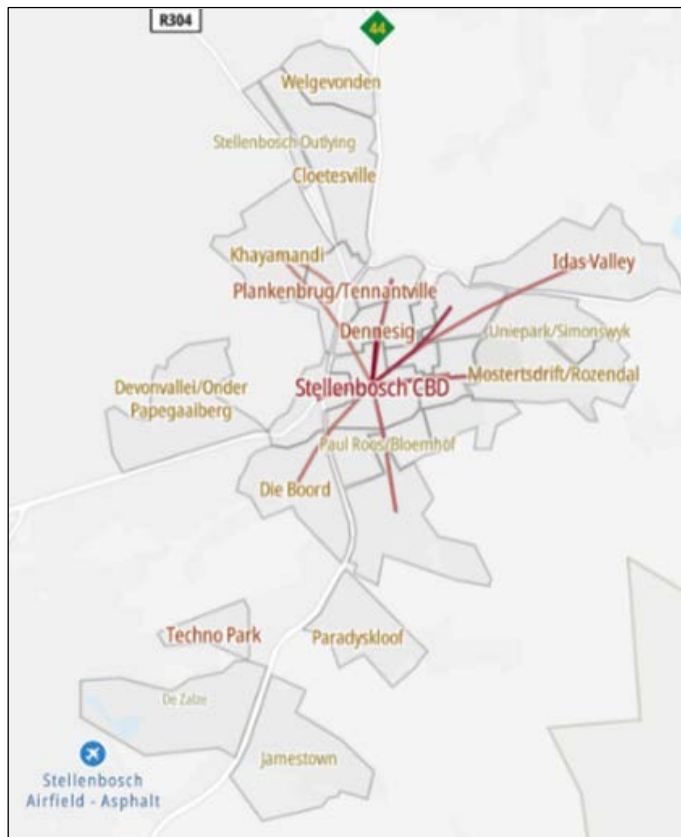 R304
44
Welgevonden
Stellenbosch Outlying
Cloetesville
Khayamandi
Idas Valley
Plankenbrug/Tennantville
Dennesig
Uniepark/Simonswyk
Mostertsdrift/Rozendal
Devonvallei/Onder
Papegaaiberg
Stellenbosch CBD
Paul Roos/Bloemhof
Die Boord
Techno Park
Paradyskloof
De Zalze
Jamestown
Stellenbosch
Airfield - Asphalt